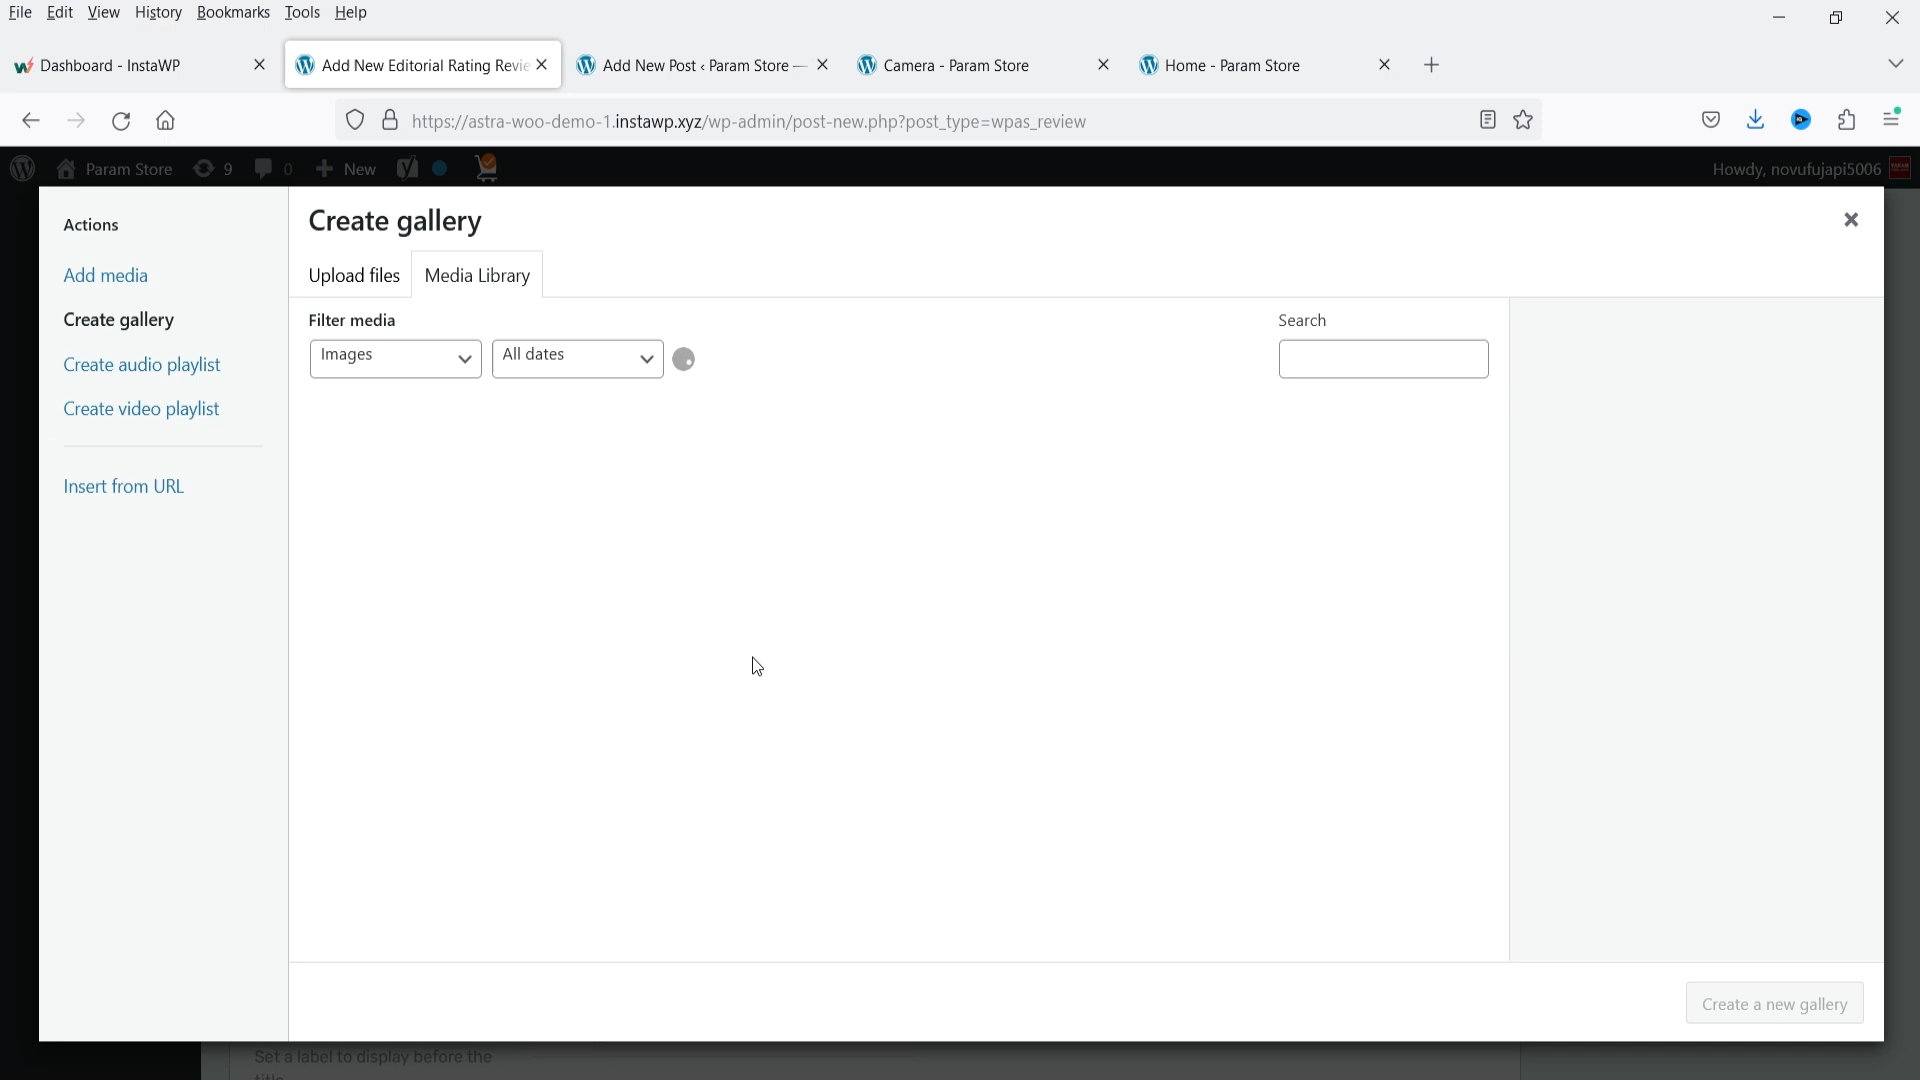 File Edit View History Bookmarks Tools Help
Dashboard - InstaWP
Add New Editorial Rating Revie
Add New Post ‹ Param Store —
Camera - Param Store
Home - Param Store
https://astra-woo-demo-1.instawp.xyz/wp-admin/post-new.php?post_type=wpas_review
Param Store 9 0 New
Howdy, novufujapi5006
Actions
Add media
Create gallery
Create audio playlist
Create video playlist
Insert from URL
Create gallery
Upload files
Media Library
Filter media
Images
All dates
Search
Create a new gallery
Set a label to display before the
title